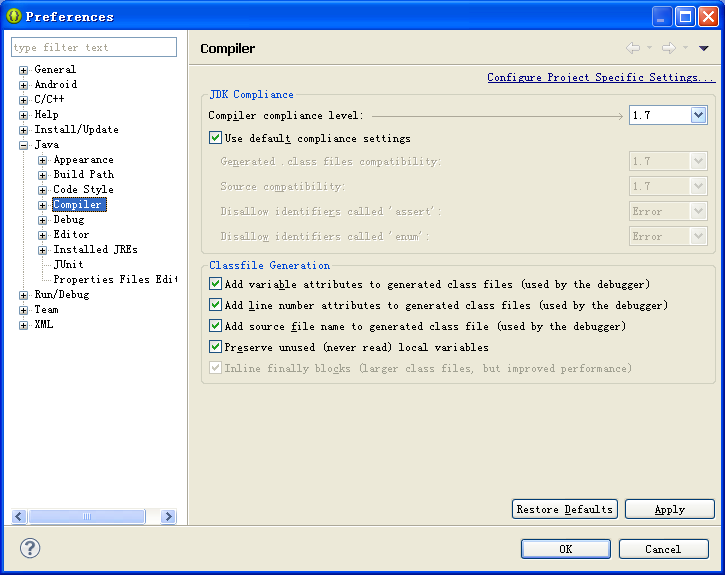 Preferences
type filter text
General
Android
C/C++
Help
Install/Update
Java
Appearance
Build Path
Code Style
Compiler
Debug
Editor
Installed JREs
JUnit
Properties Files Edit
Run/Debug
Team
XML
Compiler
Configure Project Specific Settings...
JDK Compliance
Compiler compliance level: 1.7
Use default compliance settings
Generated .class files compatibility: 1.7
Source compatibility: 1.7
Disallow identifiers called 'assert': Error
Disallow identifiers called 'enum': Error
Classfile Generation
Add variable attributes to generated class files (used by the debugger)
Add line number attributes to generated class files (used by the debugger)
Add source file name to generated class file (used by the debugger)
Preserve unused (never read) local variables
Inline finally blocks (larger class files, but improved performance)
Restore Defaults Apply
? OK Cancel